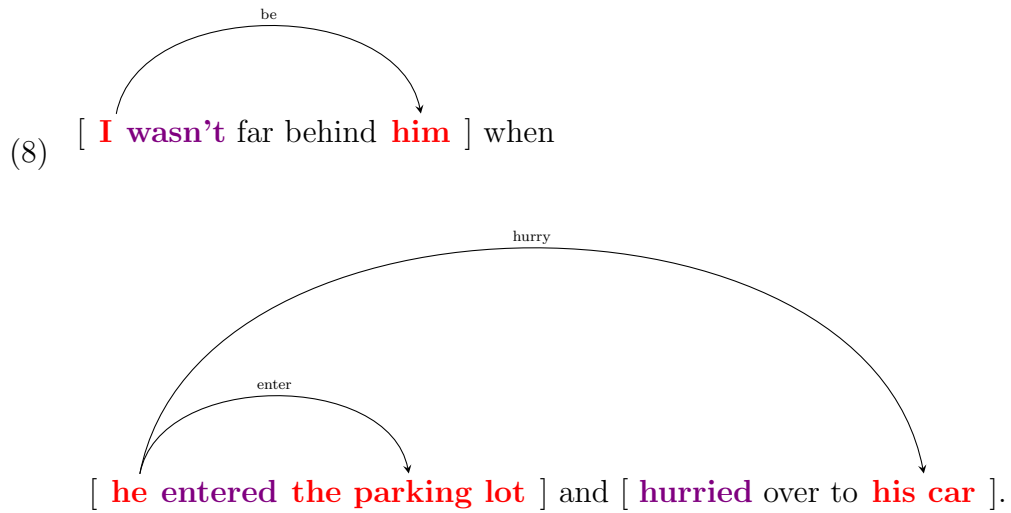 be
(8) [ I wasn't far behind him ] when
hurry
enter
[ he entered the parking lot ] and [ hurried over to his car ].